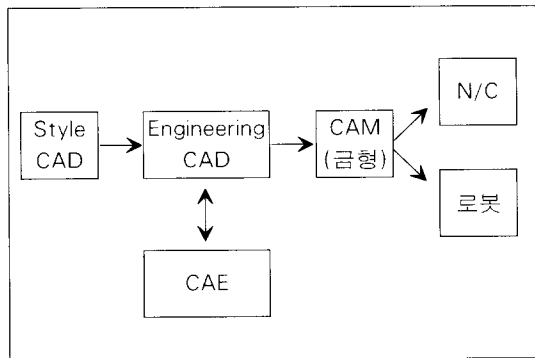 Style
CAD
Engineering
CAD
CAM
(금형)
N/C
로봇
CAE